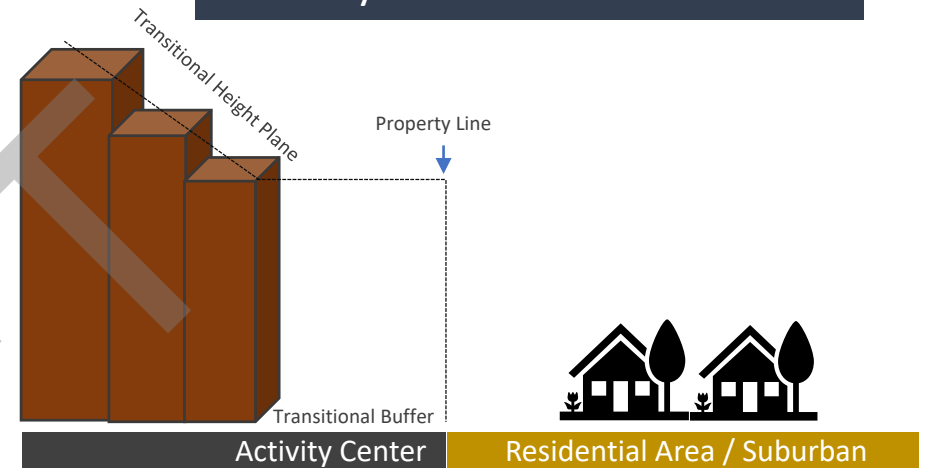 Transitional Height Plane
Property Line
Transitional Buffer
Activity Center
Residential Area / Suburban